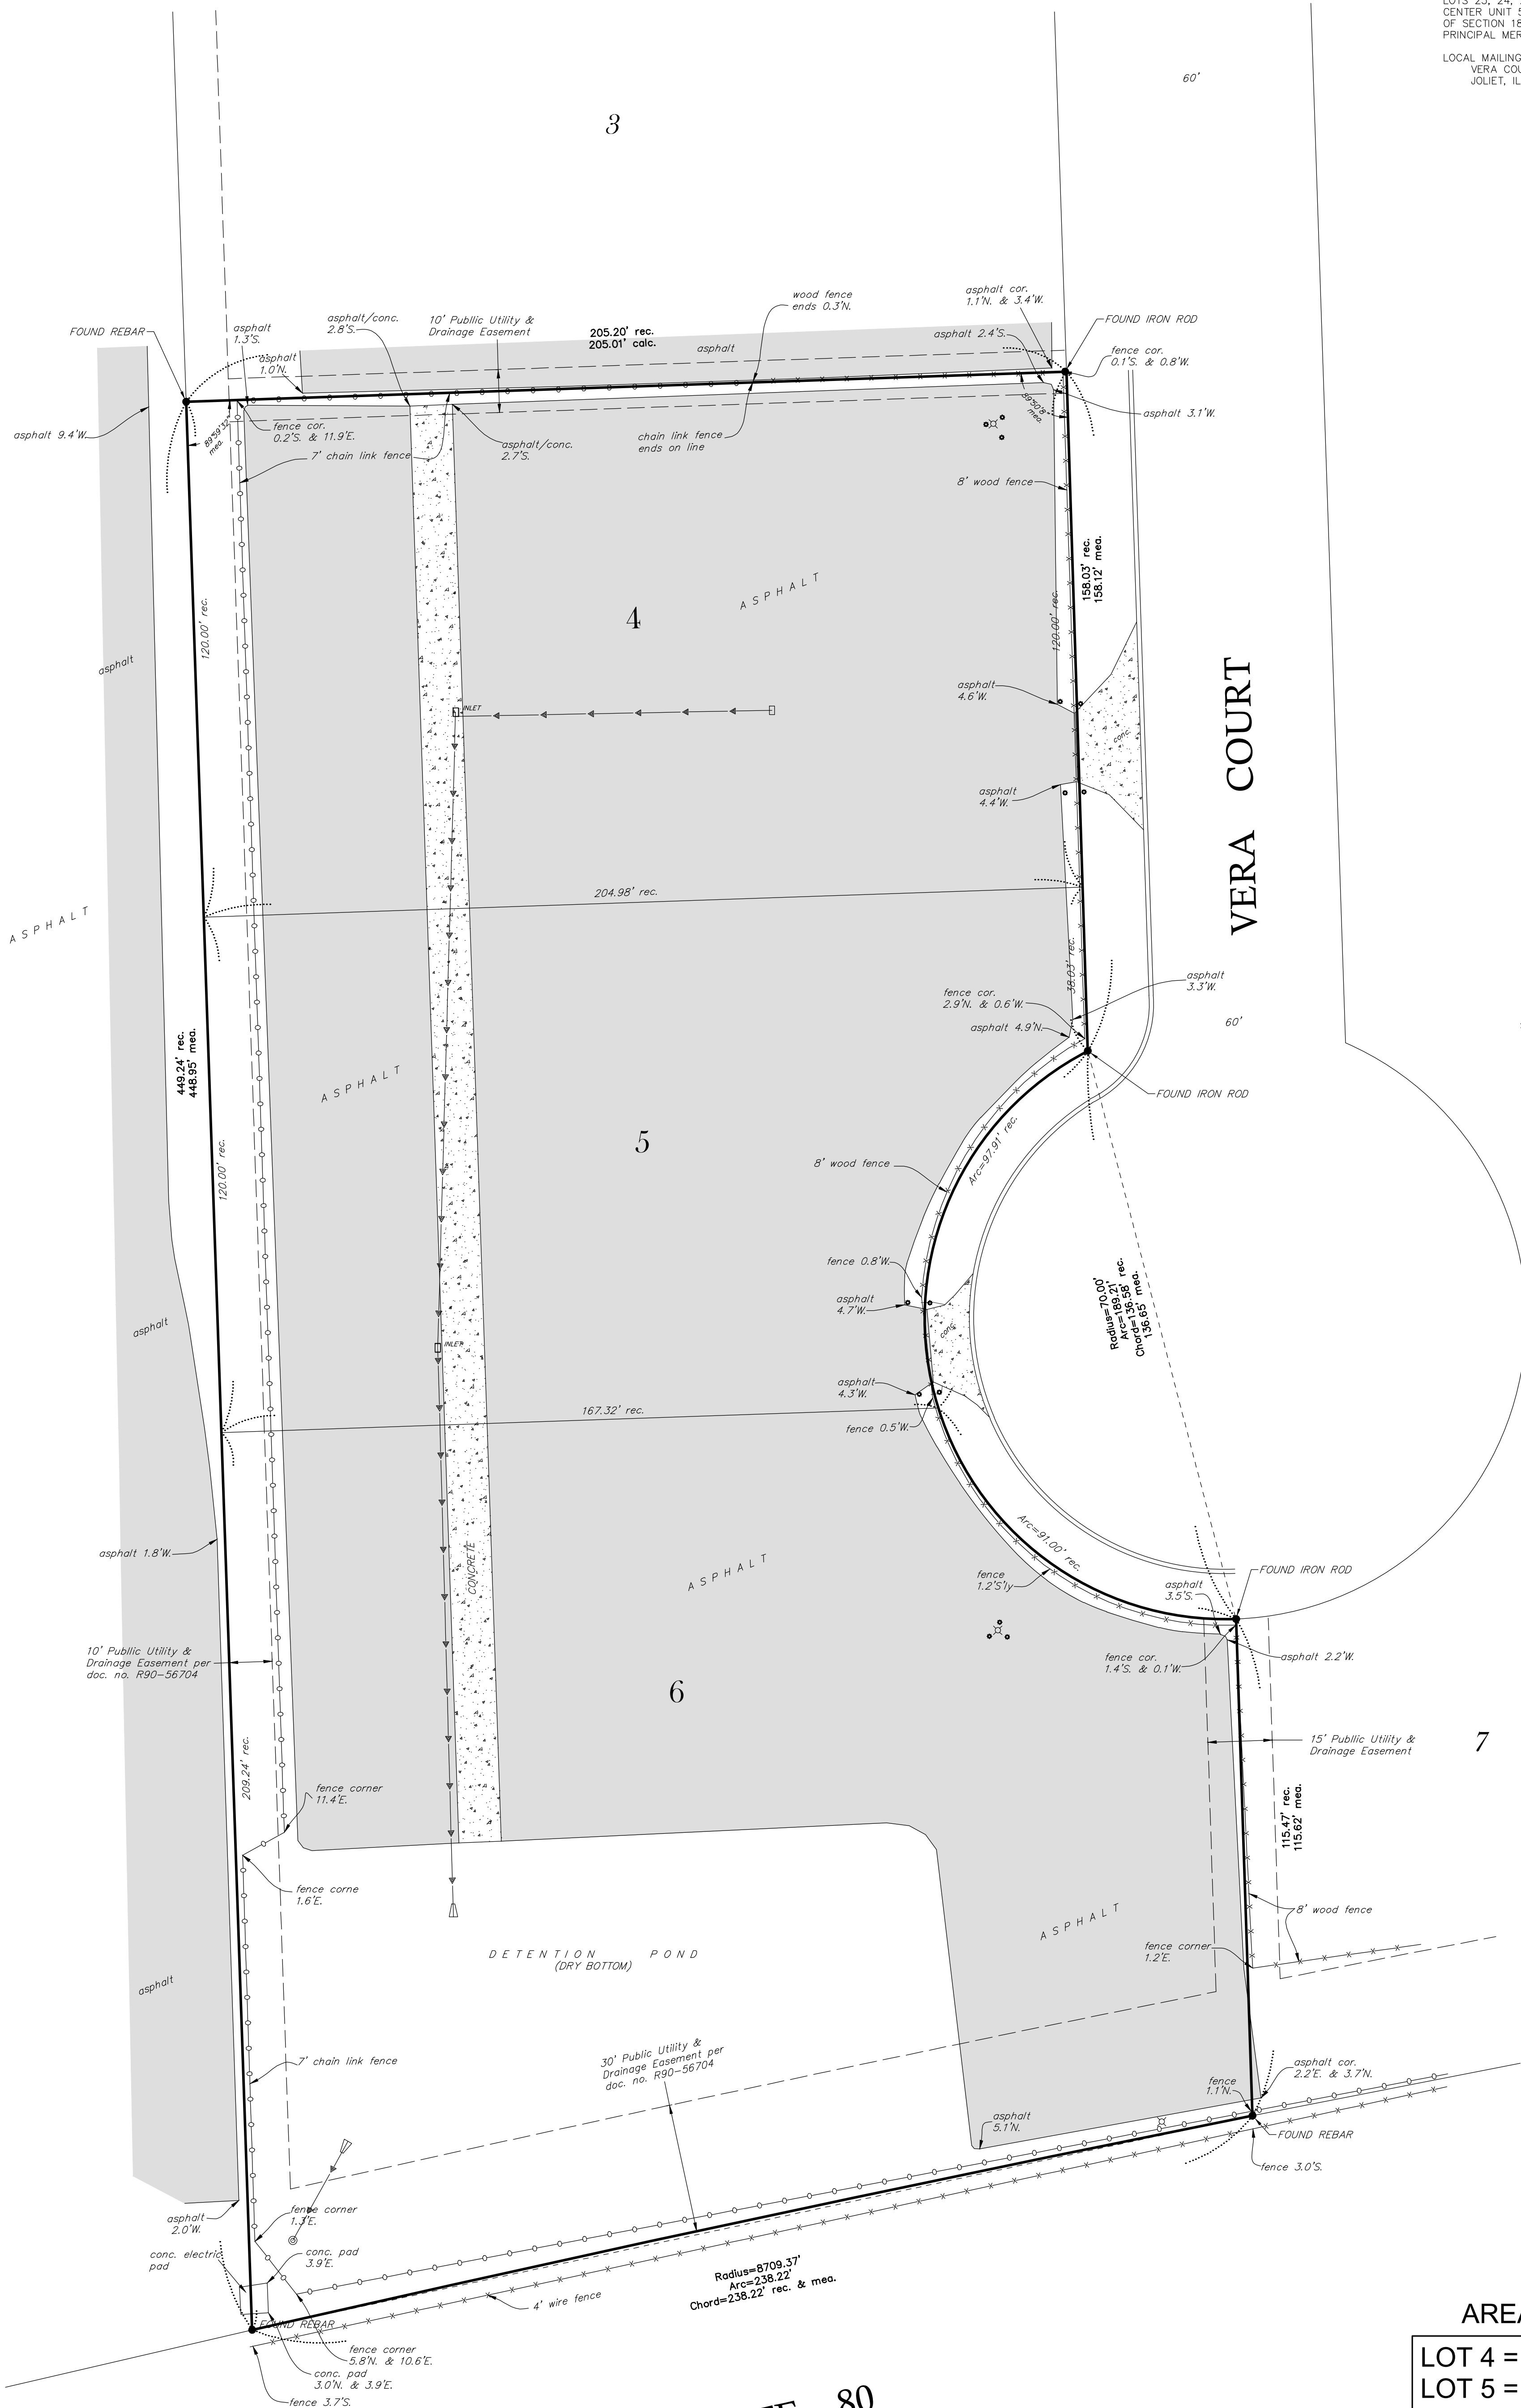 CENTER UNIT 5
OF SECTION 18
PRINCIPAL MER
LOCAL MAILING
VERA COU
JOLIET, IL
60'
3
FOUND REBAR
asphalt
1.3'S.
asphalt
1.0'N.
asphalt/conc.
2.8'S.
10' Publlic Utility &
Drainage Easement
205.20' rec.
205.01' calc.
wood fence
ends 0.3'N.
asphalt
asphalt cor.
1.1'N. & 3.4'W.
asphalt 2.4'S.
FOUND IRON ROD
fence cor.
0.1'S. & 0.8'W.
asphalt 3.1'W.
asphalt 9.4'W.
89°59'32"
mea.
fence cor.
0.2'S. & 11.9'E.
7' chain link fence
asphalt/conc.
2.7'S.
chain link fence
ends on line
mea.
8' wood fence
158.03' rec.
158.12' mea.
120.00' rec.
120.00' rec.
ASPHALT
4
asphalt
INLET
asphalt
4.6'W.
conc.
asphalt
4.4'W.
VERA COURT
204.98' rec.
ASPHALT
38.03' rec.
asphalt
3.3'W.
fence cor.
2.9'N. & 0.6'W.
asphalt 4.9'N.
60'
449.24' rec.
448.95' mea.
ASPHALT
FOUND IRON ROD
5
Arc=97.91' rec.
8' wood fence
120.00' rec.
fence 0.8'W.
asphalt
4.7'W.
conc.
Radius=70.00'
Arc=189.21'
Chord=136.58' rec.
136.65' mea.
asphalt
INLET
asphalt
4.3'W.
167.32' rec.
fence 0.5'W.
asphalt 1.8'W.
CONCRETE
ASPHALT
Arc=91.00' rec.
fence
1.2'S'ly
FOUND IRON ROD
asphalt
3.5'S.
10' Publlic Utility &
Drainage Easement per
doc. no. R90-56704
fence cor.
1.4'S. & 0.1'W.
asphalt 2.2'W.
6
15' Publlic Utility &
Drainage Easement
7
209.24' rec.
fence corner
11.4'E.
115.47' rec.
115.62' mea.
fence corne
1.6'E.
8' wood fence
ASPHALT
fence corner
1.2'E.
DETENTION POND
(DRY BOTTOM)
asphalt
7' chain link fence
30' Public Utility &
Drainage Easement per
doc. no. R90-56704
asphalt cor.
2.2'E. & 3.7'N.
fence
1.1'N.
asphalt
5.1'N.
FOUND REBAR
fence 3.0'S.
asphalt
2.0'W.
fence corner
1.3'E.
conc. electric
pad
conc. pad
3.9'E.
Radius=8709.37'
Arc=238.22'
Chord=238.22' rec. & mea.
4' wire fence
FOUND REBAR
fence corner
5.8'N. & 10.6'E.
conc. pad
3.0'N. & 3.9'E.
fence 3.7'S.
80
AREA
LOT 4 =
LOT 5 =